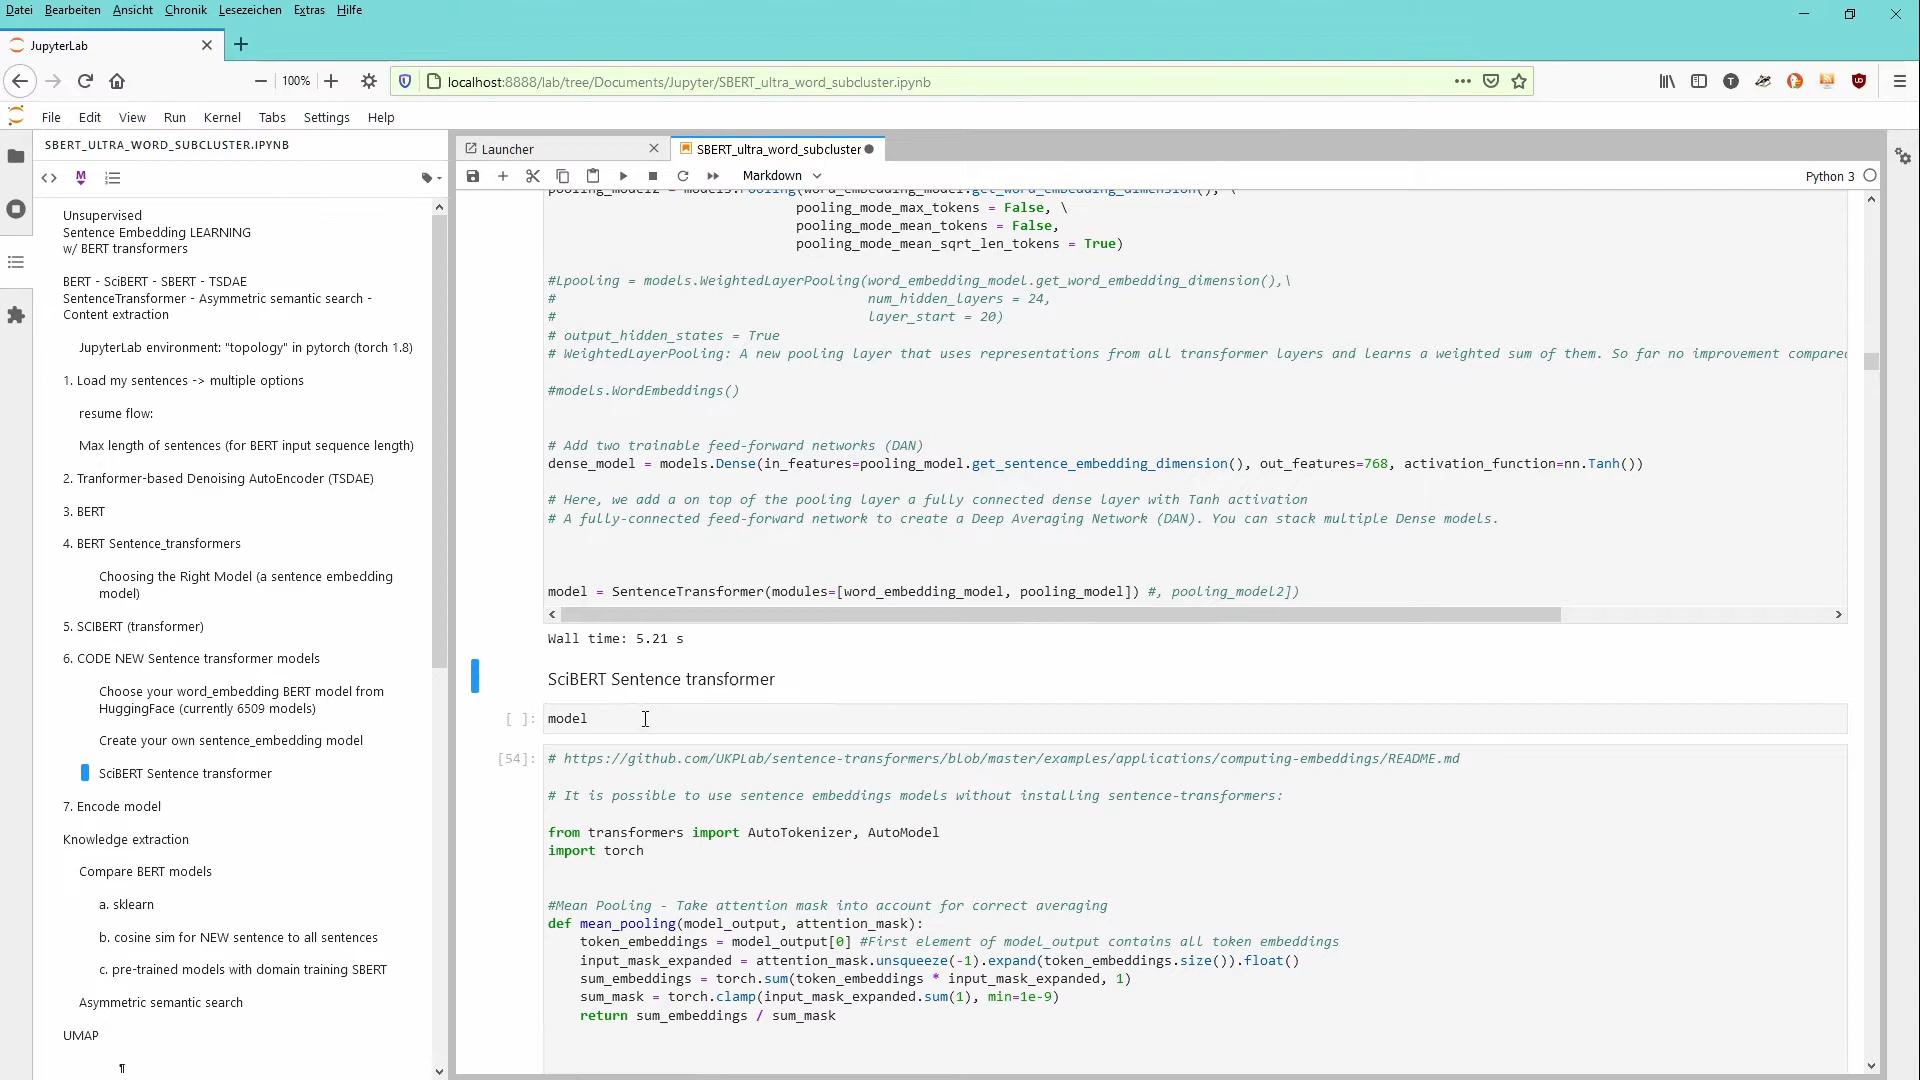 Datei Bearbeiten Ansicht Chronik Lesezeichen Extras Hilfe
JupyterLab
100%
localhost:8888/lab/tree/Documents/Jupyter/SBERT_ultra_word_subcluster.ipynb
File Edit View Run Kernel Tabs Settings Help
SBERT_ULTRA_WORD_SUBCLUSTER.IPYNB
Unsupervised
Sentence Embedding LEARNING
w/ BERT transformers
BERT - SciBERT - SBERT - TSDAE
SentenceTransformer - Asymmetric semantic search -
Content extraction
JupyterLab environment: "topology" in pytorch (torch 1.8)
1. Load my sentences -> multiple options
resume flow:
Max length of sentences (for BERT input sequence length)
2. Tranformer-based Denoising AutoEncoder (TSDAE)
3. BERT
4. BERT Sentence_transformers
Choosing the Right Model (a sentence embedding
model)
5. SCIBERT (transformer)
6. CODE NEW Sentence transformer models
Choose your word_embedding BERT model from
HuggingFace (currently 6509 models)
Create your own sentence_embedding model
SciBERT Sentence transformer
7. Encode model
Knowledge extraction
Compare BERT models
a. sklearn
b. cosine sim for NEW sentence to all sentences
c. pre-trained models with domain training SBERT
Asymmetric semantic search
UMAP
¶
Launcher
SBERT_ultra_word_subcluster
Markdown
Python 3
pooling_model2 = models.Pooling(word_embedding_model.get_word_embedding_dimension(), \
pooling_mode_max_tokens = False, \
pooling_mode_mean_tokens = False,
pooling_mode_mean_sqrt_len_tokens = True)
#Lpooling = models.WeightedLayerPooling(word_embedding_model.get_word_embedding_dimension(),\
# num_hidden_layers = 24,
# layer_start = 20)
# output_hidden_states = True
# WeightedLayerPooling: A new pooling layer that uses representations from all transformer layers and learns a weighted sum of them. So far no improvement compare
#models.WordEmbeddings()
# Add two trainable feed-forward networks (DAN)
dense_model = models.Dense(in_features=pooling_model.get_sentence_embedding_dimension(), out_features=768, activation_function=nn.Tanh())
# Here, we add a on top of the pooling layer a fully connected dense layer with Tanh activation
# A fully-connected feed-forward network to create a Deep Averaging Network (DAN). You can stack multiple Dense models.
model = SentenceTransformer(modules=[word_embedding_model, pooling_model]) #, pooling_model2])
Wall time: 5.21 s
SciBERT Sentence transformer
[ ]: model
[54]: # https://github.com/UKPLab/sentence-transformers/blob/master/examples/applications/computing-embeddings/README.md
# It is possible to use sentence embeddings models without installing sentence-transformers:
from transformers import AutoTokenizer, AutoModel
import torch
#Mean Pooling - Take attention mask into account for correct averaging
def mean_pooling(model_output, attention_mask):
token_embeddings = model_output[0] #First element of model_output contains all token embeddings
input_mask_expanded = attention_mask.unsqueeze(-1).expand(token_embeddings.size()).float()
sum_embeddings = torch.sum(token_embeddings * input_mask_expanded, 1)
sum_mask = torch.clamp(input_mask_expanded.sum(1), min=1e-9)
return sum_embeddings / sum_mask